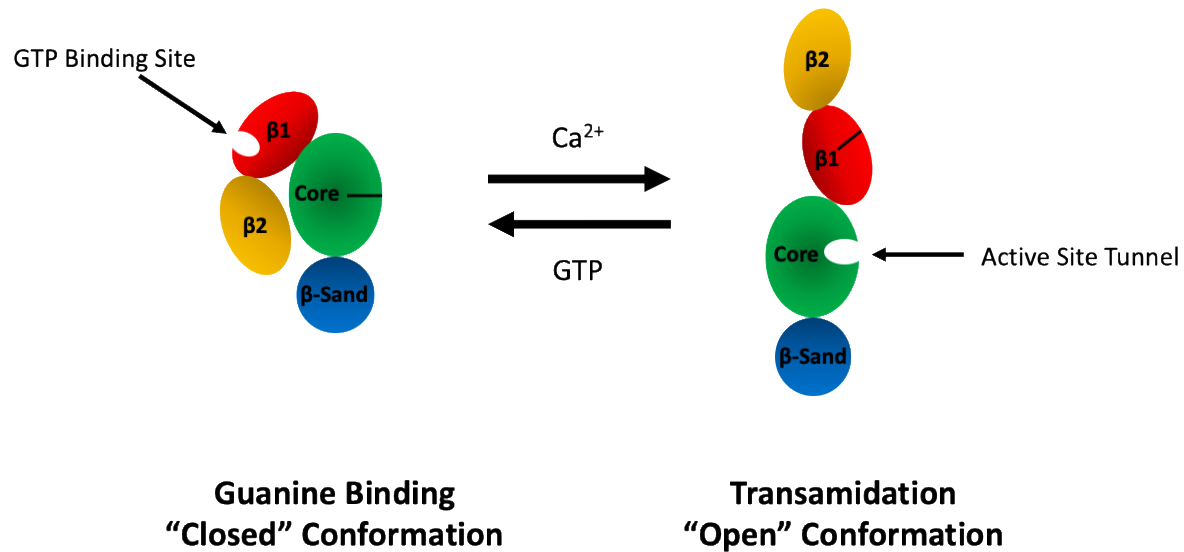 GTP Binding Site
β1
Core
β2
β-Sand
Ca²⁺
GTP
β2
β1
Core
Active Site Tunnel
β-Sand
Guanine Binding
“Closed” Conformation
Transamidation
“Open” Conformation